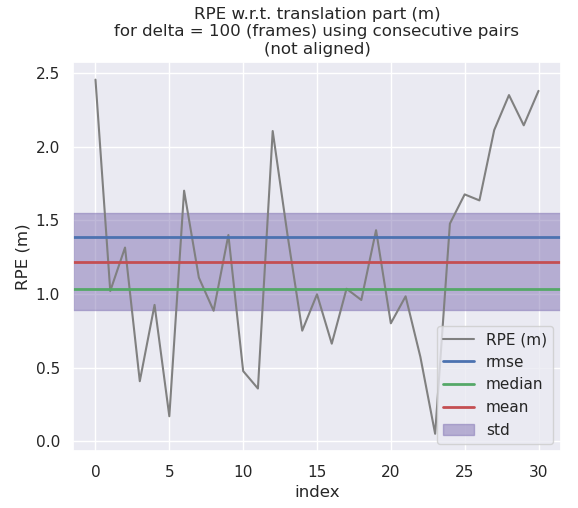 RPE w.r.t. translation part (m)
for delta = 100 (frames) using consecutive pairs
(not aligned)
2.5
2.0
1.5
1.0
0.5
0.0
RPE (m)
RPE (m)
rmse
median
mean
std
0 5 10 15 20 25 30
index